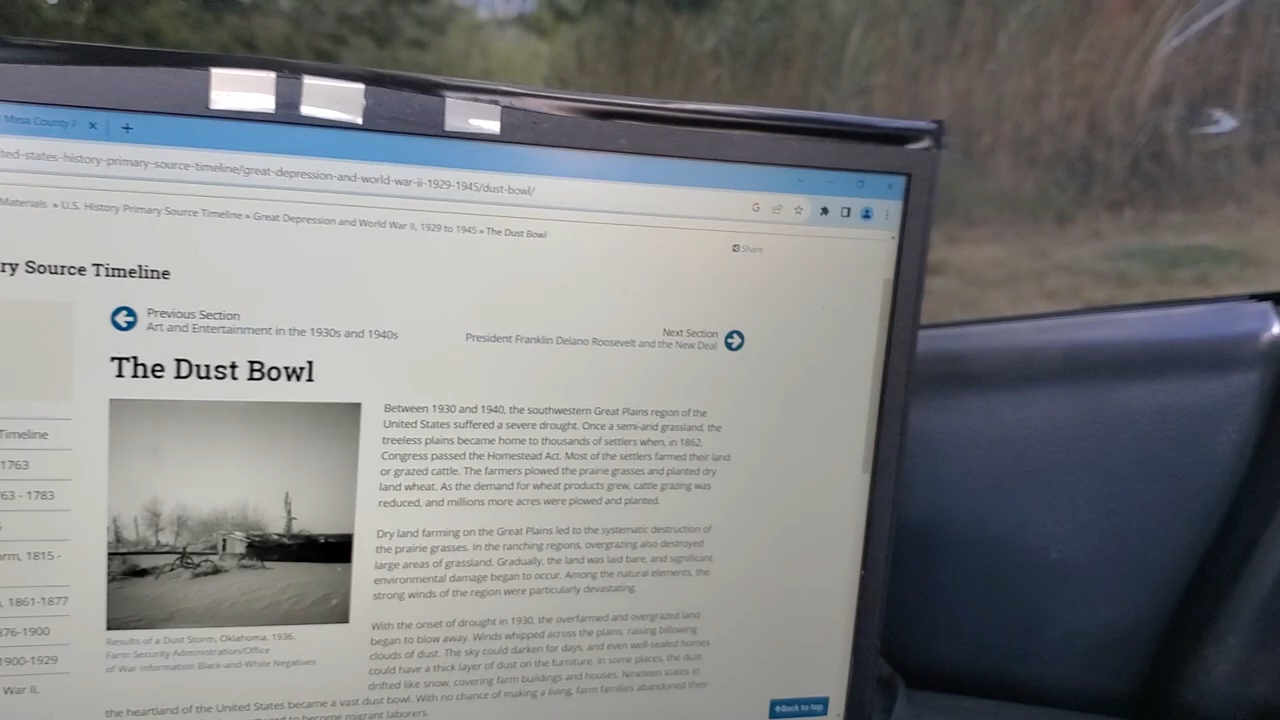 Mesa County
ted-states-history-primary-source-timeline/great-depression-and-world-war-ii-1929-1945/dust-bowl/
Materials » U.S. History Primary Source Timeline » Great Depression and World War II, 1929 to 1945 » The Dust Bowl
Share
ry Source Timeline
Previous Section
Art and Entertainment in the 1930s and 1940s
Next Section
President Franklin Delano Roosevelt and the New Deal
The Dust Bowl
Timeline
1763
63 - 1783
rm, 1815 -
, 1861-1877
876-1900
1900-1929
War II,
Between 1930 and 1940, the southwestern Great Plains region of the
United States suffered a severe drought. Once a semi-arid grassland, the
treeless plains became home to thousands of settlers when, in 1862,
Congress passed the Homestead Act. Most of the settlers farmed their land
or grazed cattle. The farmers plowed the prairie grasses and planted dry
land wheat. As the demand for wheat products grew, cattle grazing was
reduced, and millions more acres were plowed and planted.
Dry land farming on the Great Plains led to the systematic destruction of
the prairie grasses. In the ranching regions, overgrazing also destroyed
large areas of grassland. Gradually, the land was laid bare, and significant
environmental damage began to occur. Among the natural elements, the
strong winds of the region were particularly devastating.
With the onset of drought in 1930, the overfarmed and overgrazed land
began to blow away. Winds whipped across the plains, raising billowing
clouds of dust. The sky could darken for days, and even well-sealed homes
could have a thick layer of dust on the furniture. In some places, the dust
drifted like snow, covering farm buildings and houses. Nineteen states in
the heartland of the United States became a vast dust bowl. With no chance of making a living, farm families abandoned their
to become migrant laborers.
Results of a Dust Storm, Oklahoma, 1936.
Farm Security Administration/Office
of War Information Black-and-White Negatives
Back to top